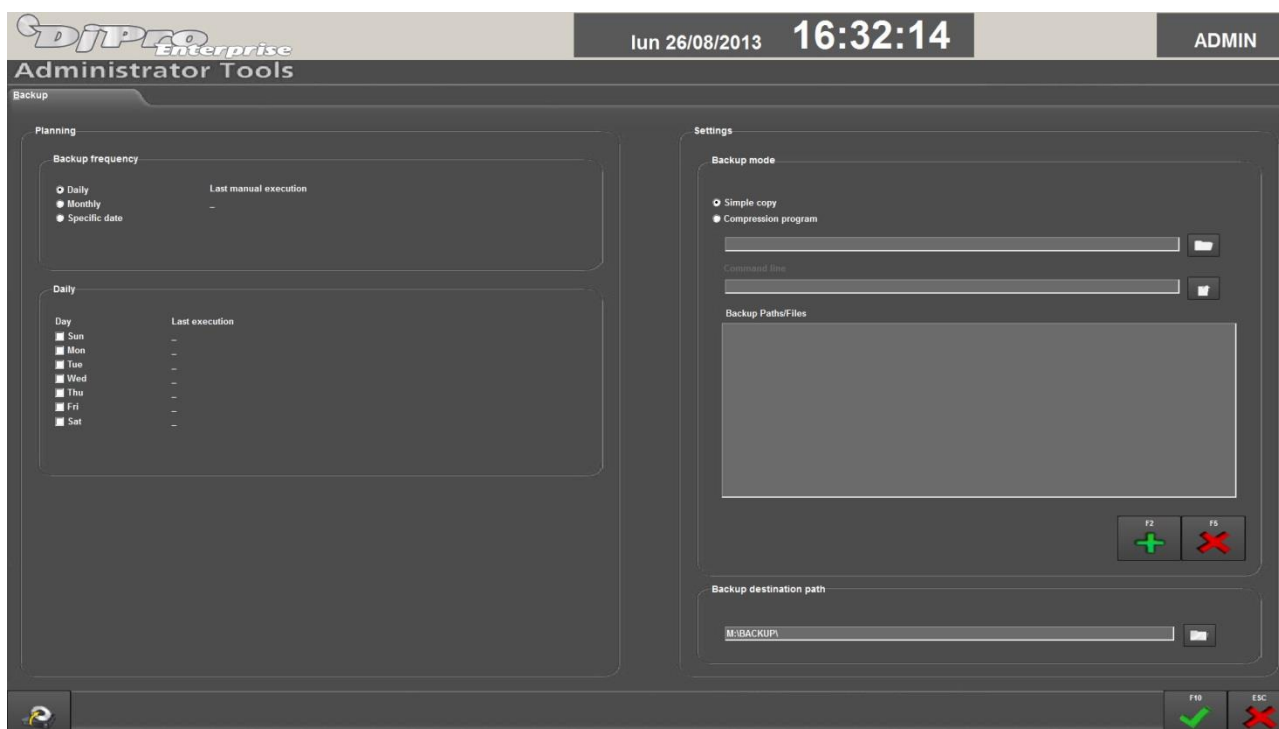 DjPro Enterprise
lun 26/08/2013 16:32:14 ADMIN
Administrator Tools
Backup
Planning
Backup frequency
Daily Last manual execution
Monthly _
Specific date
Daily
Day Last execution
Sun _
Mon _
Tue _
Wed _
Thu _
Fri _
Sat _
Settings
Backup mode
Simple copy
Compression program
Command line
Backup Paths/Files
F2 F5
Backup destination path
M:\BACKUP\
F10 ESC